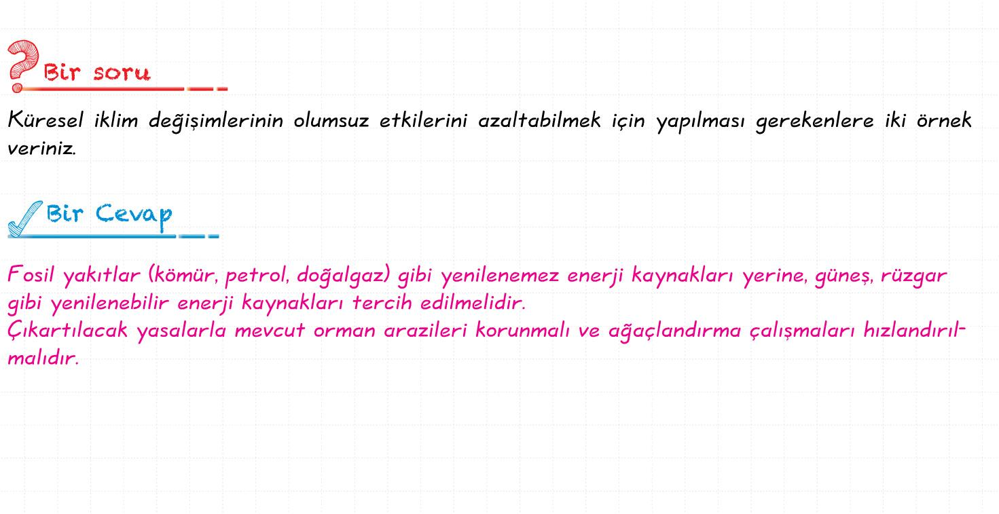 Bir soru
Küresel iklim değişimlerinin olumsuz etkilerini azaltabilmek için yapılması gerekenlere iki örnek
veriniz.
Bir Cevap
Fosil yakıtlar (kömür, petrol, doğalgaz) gibi yenilenemez enerji kaynakları yerine, güneş, rüzgar
gibi yenilenebilir enerji kaynakları tercih edilmelidir.
Çıkartılacak yasalarla mevcut orman arazileri korunmalı ve ağaçlandırma çalışmaları hızlandırıl-
malıdır.